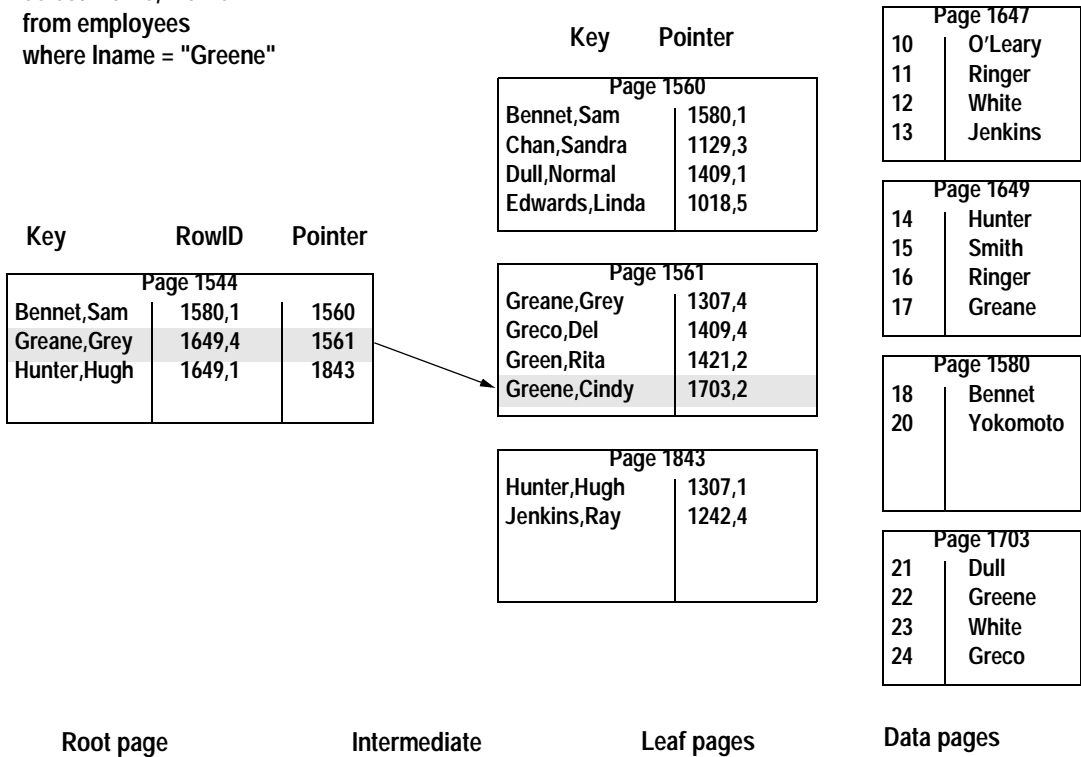 from employees
where lname = "Greene"
Key Pointer
Page 1560
Bennet,Sam 1580,1
Chan,Sandra 1129,3
Dull,Normal 1409,1
Edwards,Linda 1018,5
Key RowID Pointer
Page 1544
Bennet,Sam 1580,1 1560
Greane,Grey 1649,4 1561
Hunter,Hugh 1649,1 1843
Page 1561
Greane,Grey 1307,4
Greco,Del 1409,4
Green,Rita 1421,2
Greene,Cindy 1703,2
Page 1843
Hunter,Hugh 1307,1
Jenkins,Ray 1242,4
Page 1647
10 O'Leary
11 Ringer
12 White
13 Jenkins
Page 1649
14 Hunter
15 Smith
16 Ringer
17 Greane
Page 1580
18 Bennet
20 Yokomoto
Page 1703
21 Dull
22 Greene
23 White
24 Greco
Root page Intermediate Leaf pages Data pages